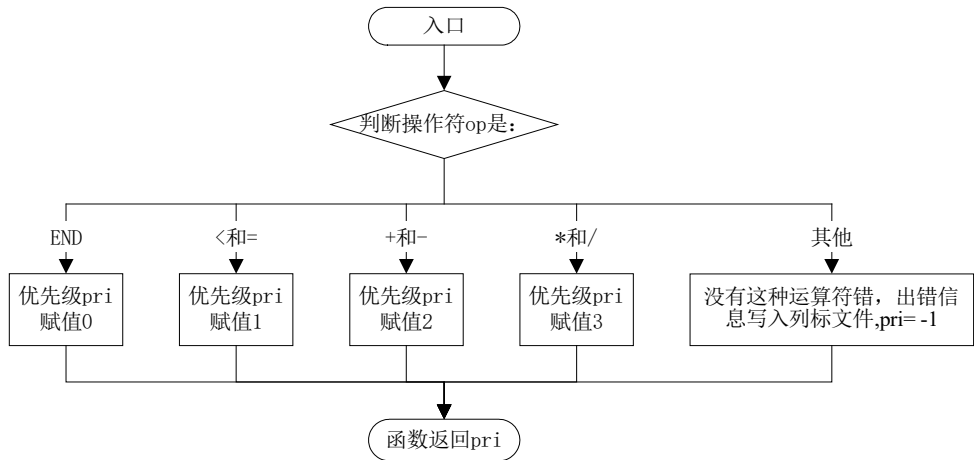 入口
判断操作符op是:
END
<和=
+和-
*和/
其他
优先级pri
赋值0
优先级pri
赋值1
优先级pri
赋值2
优先级pri
赋值3
没有这种运算符错，出错信
息写入列标文件,pri= -1
函数返回pri